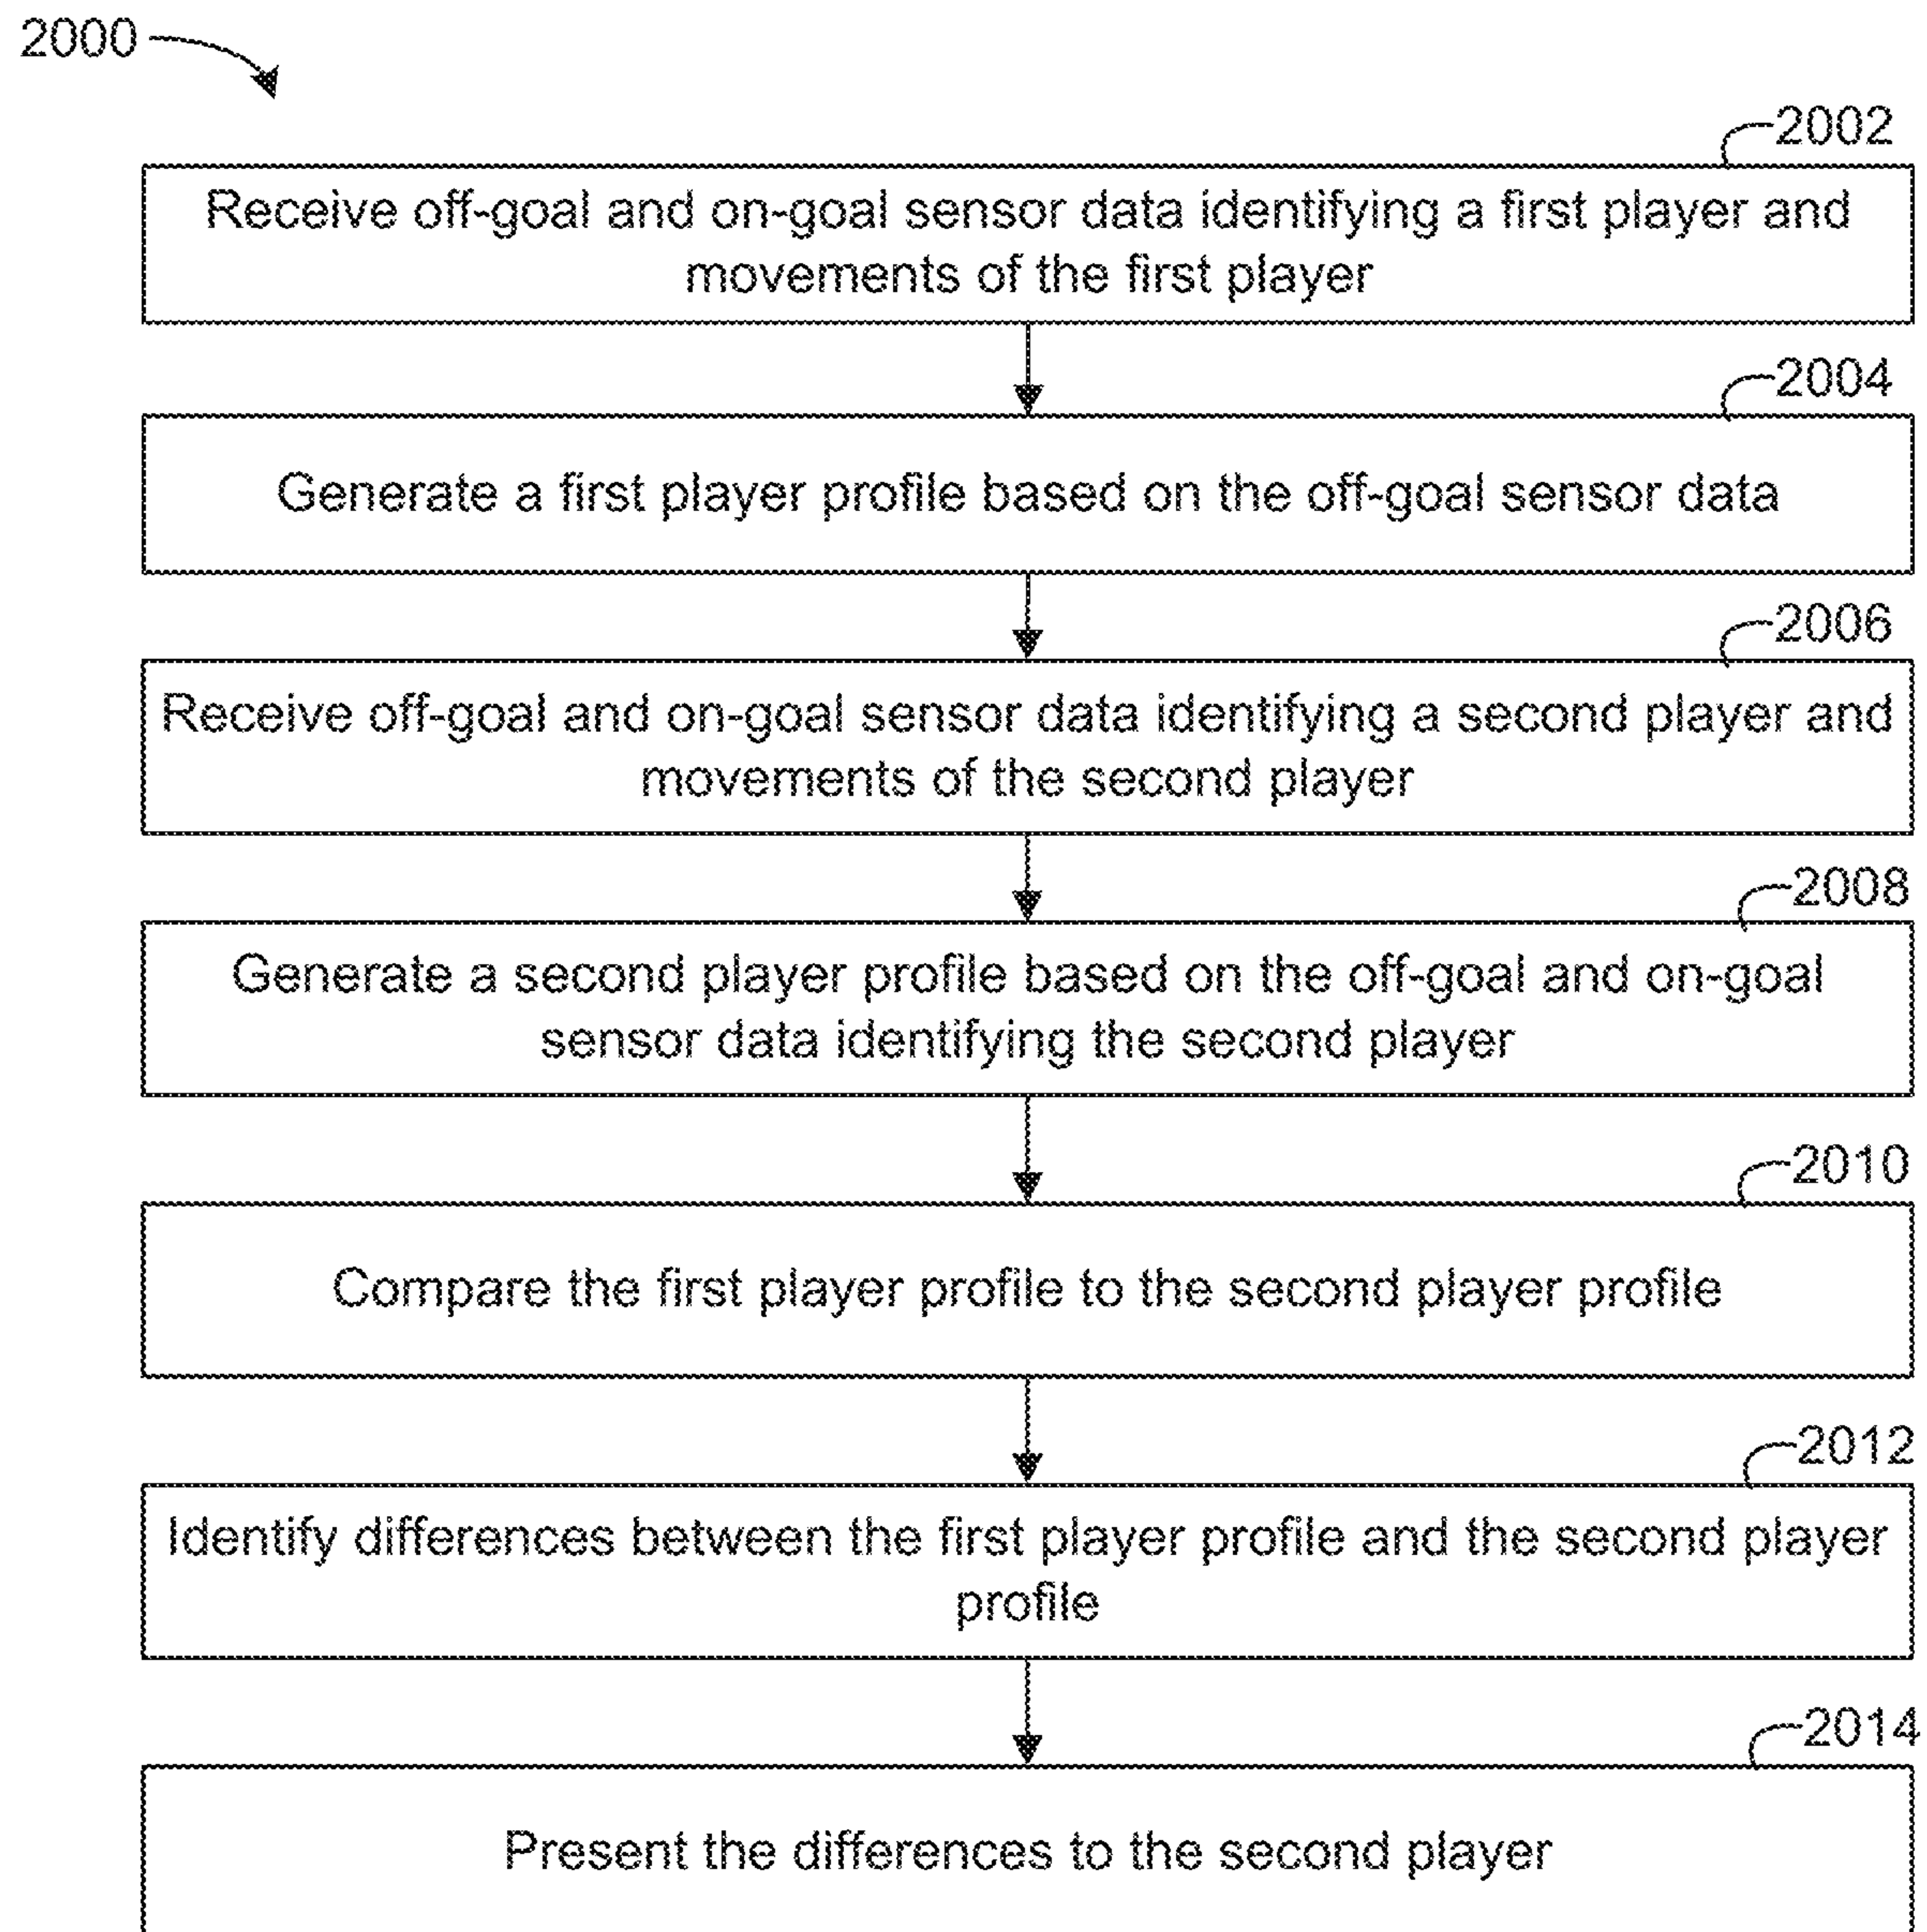 2000
2002
Receive off-goal and on-goal sensor data identifying a first player and
movements of the first player
2004
Generate a first player profile based on the off-goal sensor data
2006
Receive off-goal and on-goal sensor data identifying a second player and
movements of the second player
2008
Generate a second player profile based on the off-goal and on-goal
sensor data identifying the second player
2010
Compare the first player profile to the second player profile
2012
Identify differences between the first player profile and the second player
profile
2014
Present the differences to the second player